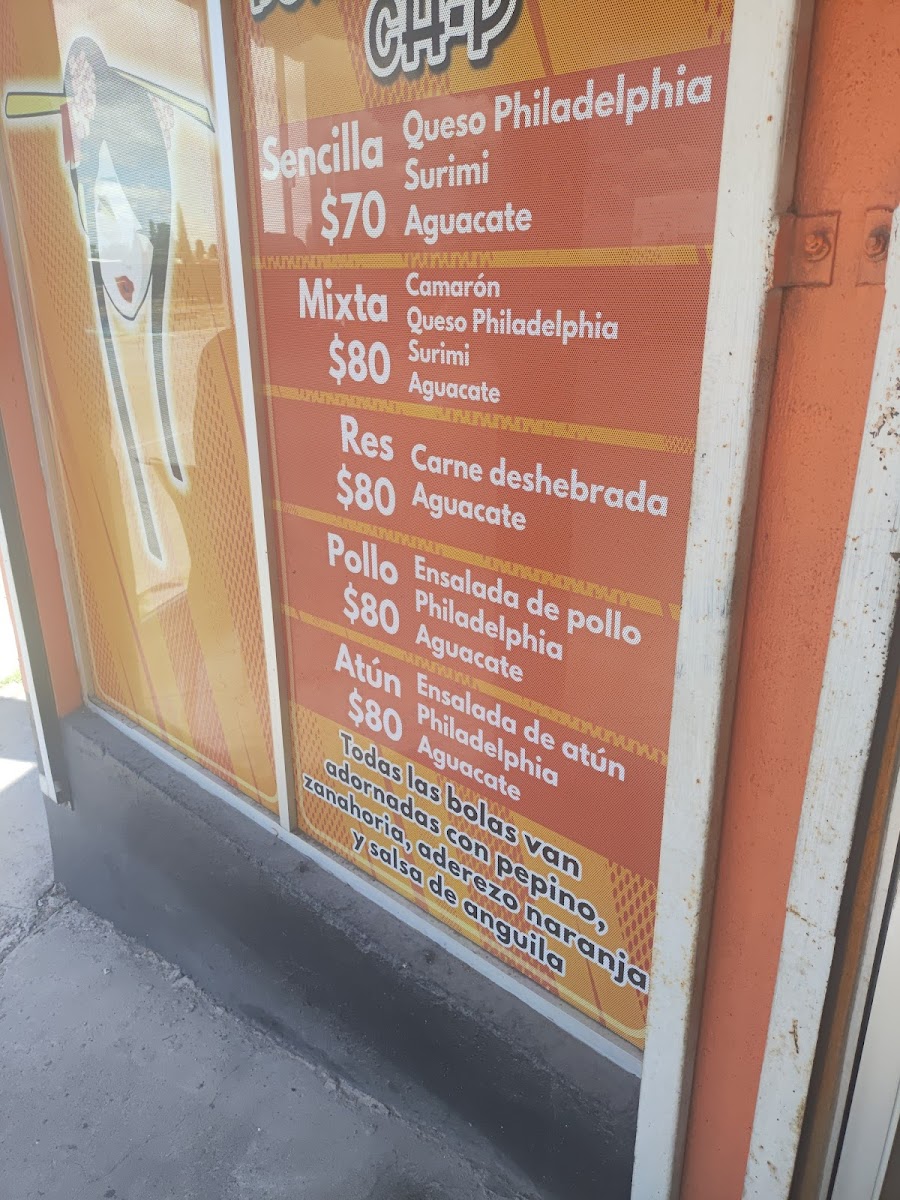 CH-P
Sencilla
$70
Queso Philadelphia
Surimi
Aguacate
Mixta
$80
Camarón
Queso Philadelphia
Surimi
Aguacate
Res
$80
Carne deshebrada
Aguacate
Pollo
$80
Ensalada de pollo
Philadelphia
Aguacate
Atún
$80
Ensalada de atún
Philadelphia
Aguacate
Todas las bolas van
adornadas con pepino,
zanahoria, aderezo naranja
y salsa de anguila